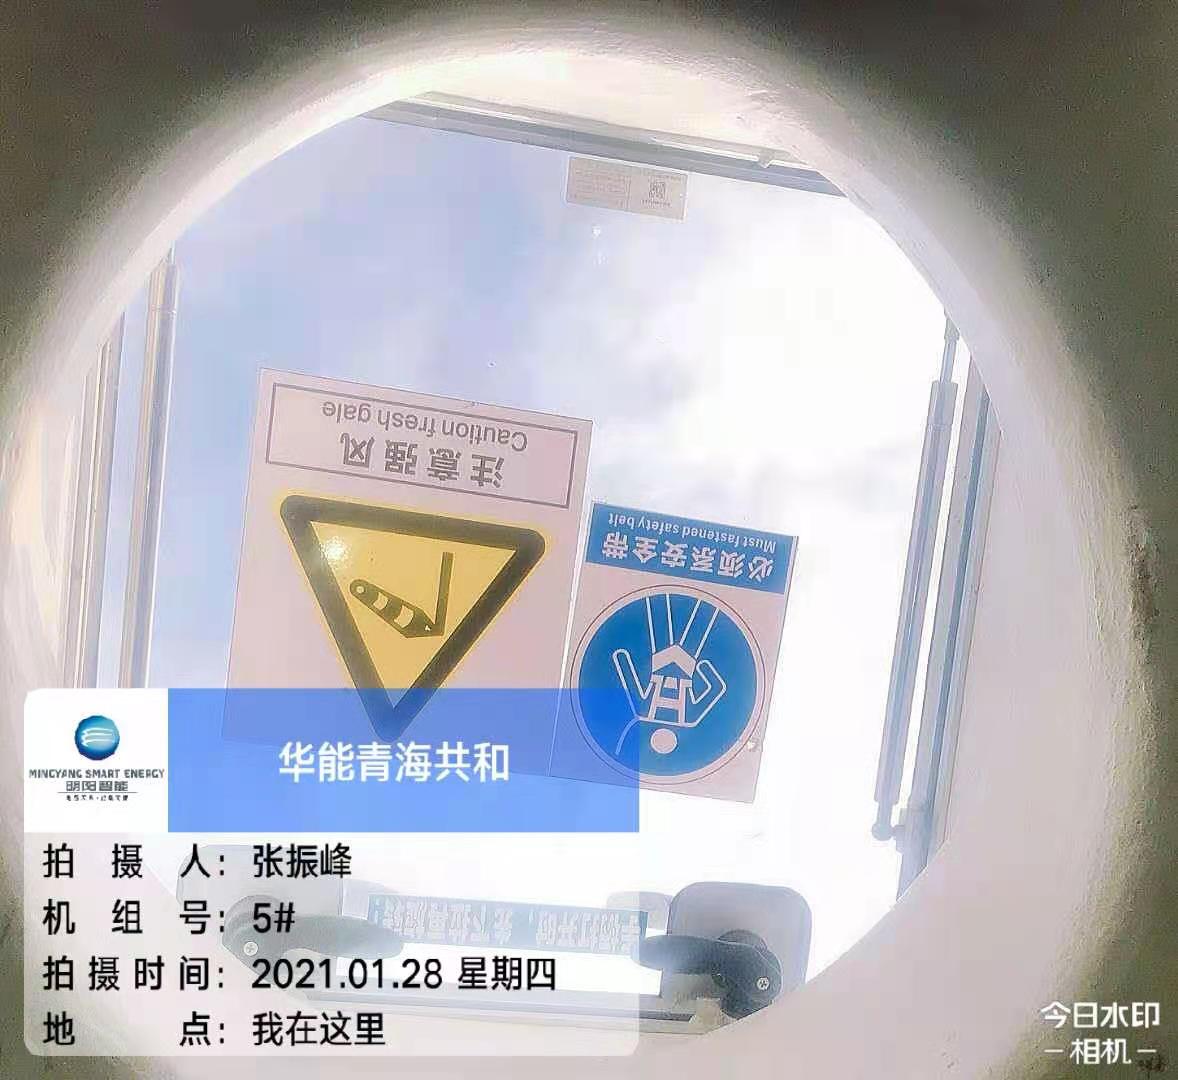 Caution fresh gale
注意强风
Must fastened safety belt
必须系安全带
MINGYANG SMART ENERGY
明阳智能
华能青海共和
拍 摄 人: 张振峰
机 组 号: 5#
拍摄时间: 2021.01.28 星期四
地 点: 我在这里
今日水印
相机